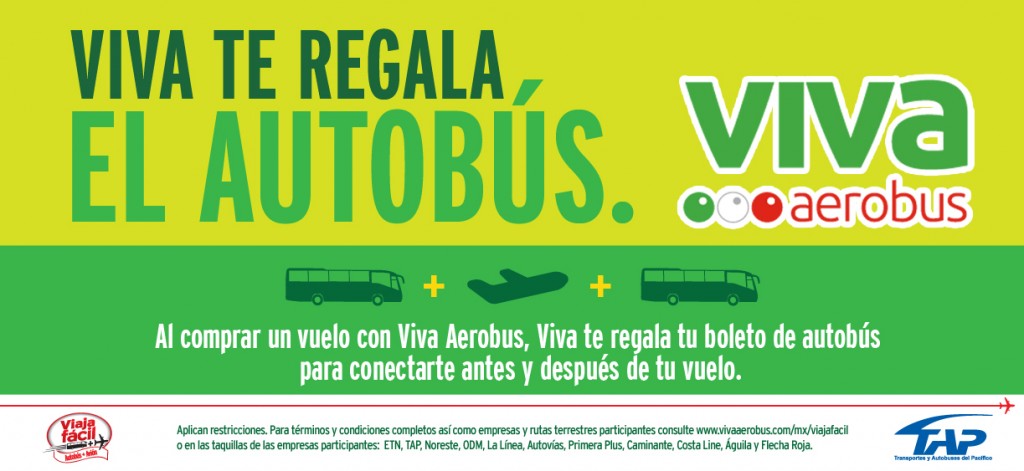 VIVA TE REGALA
EL AUTOBÚS.
VIVa
aerobus
+ +
Al comprar un vuelo con Viva Aerobus, Viva te regala tu boleto de autobús
para conectarte antes y después de tu vuelo.
Viaja
fácil
Autobús + Avión
Aplican restricciones. Para términos y condiciones completos así como empresas y rutas terrestres participantes consulte www.vivaaerobus.com/mx/viajafacil
o en las taquillas de las empresas participantes: ETN, TAP, Noreste, ODM, La Línea, Autovías, Primera Plus, Caminante, Costa Line, Águila y Flecha Roja.
TAP
Transportes y Autobuses del Pacífico